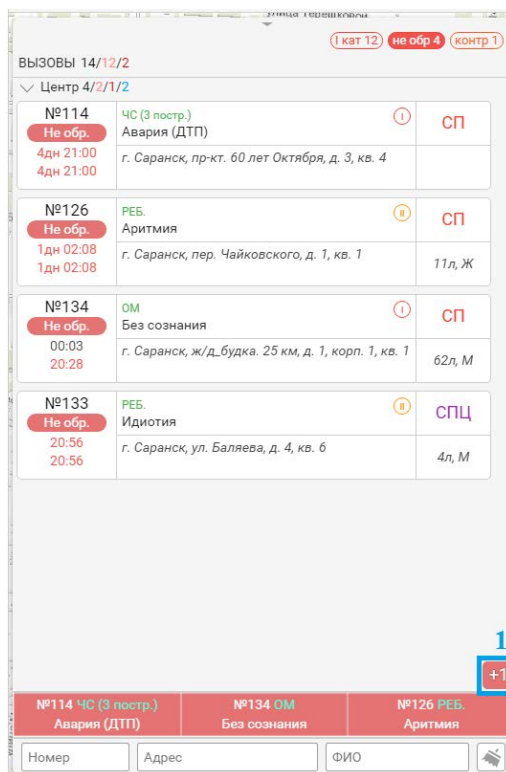 улица Терешковой
I кат 12 не обр 4 контр 1
ВЫЗОВЫ 14/12/2
Центр 4/2/1/2
№114
Не обр.
4дн 21:00
4дн 21:00
ЧС (3 постр.)
Авария (ДТП)
I
СП
г. Саранск, пр-кт. 60 лет Октября, д. 3, кв. 4
№126
Не обр.
1дн 02:08
1дн 02:08
РЕБ.
Аритмия
II
СП
г. Саранск, пер. Чайковского, д. 1, кв. 1
11л, Ж
№134
Не обр.
00:03
20:28
ОМ
Без сознания
I
СП
г. Саранск, ж/д_будка. 25 км, д. 1, корп. 1, кв. 1
62л, М
№133
Не обр.
20:56
20:56
РЕБ.
Идиотия
II
СПЦ
г. Саранск, ул. Баляева, д. 4, кв. 6
4л, М
1
+1
№114 ЧС (3 постр.)
Авария (ДТП)
№134 ОМ
Без сознания
№126 РЕБ.
Аритмия
Номер
Адрес
ФИО